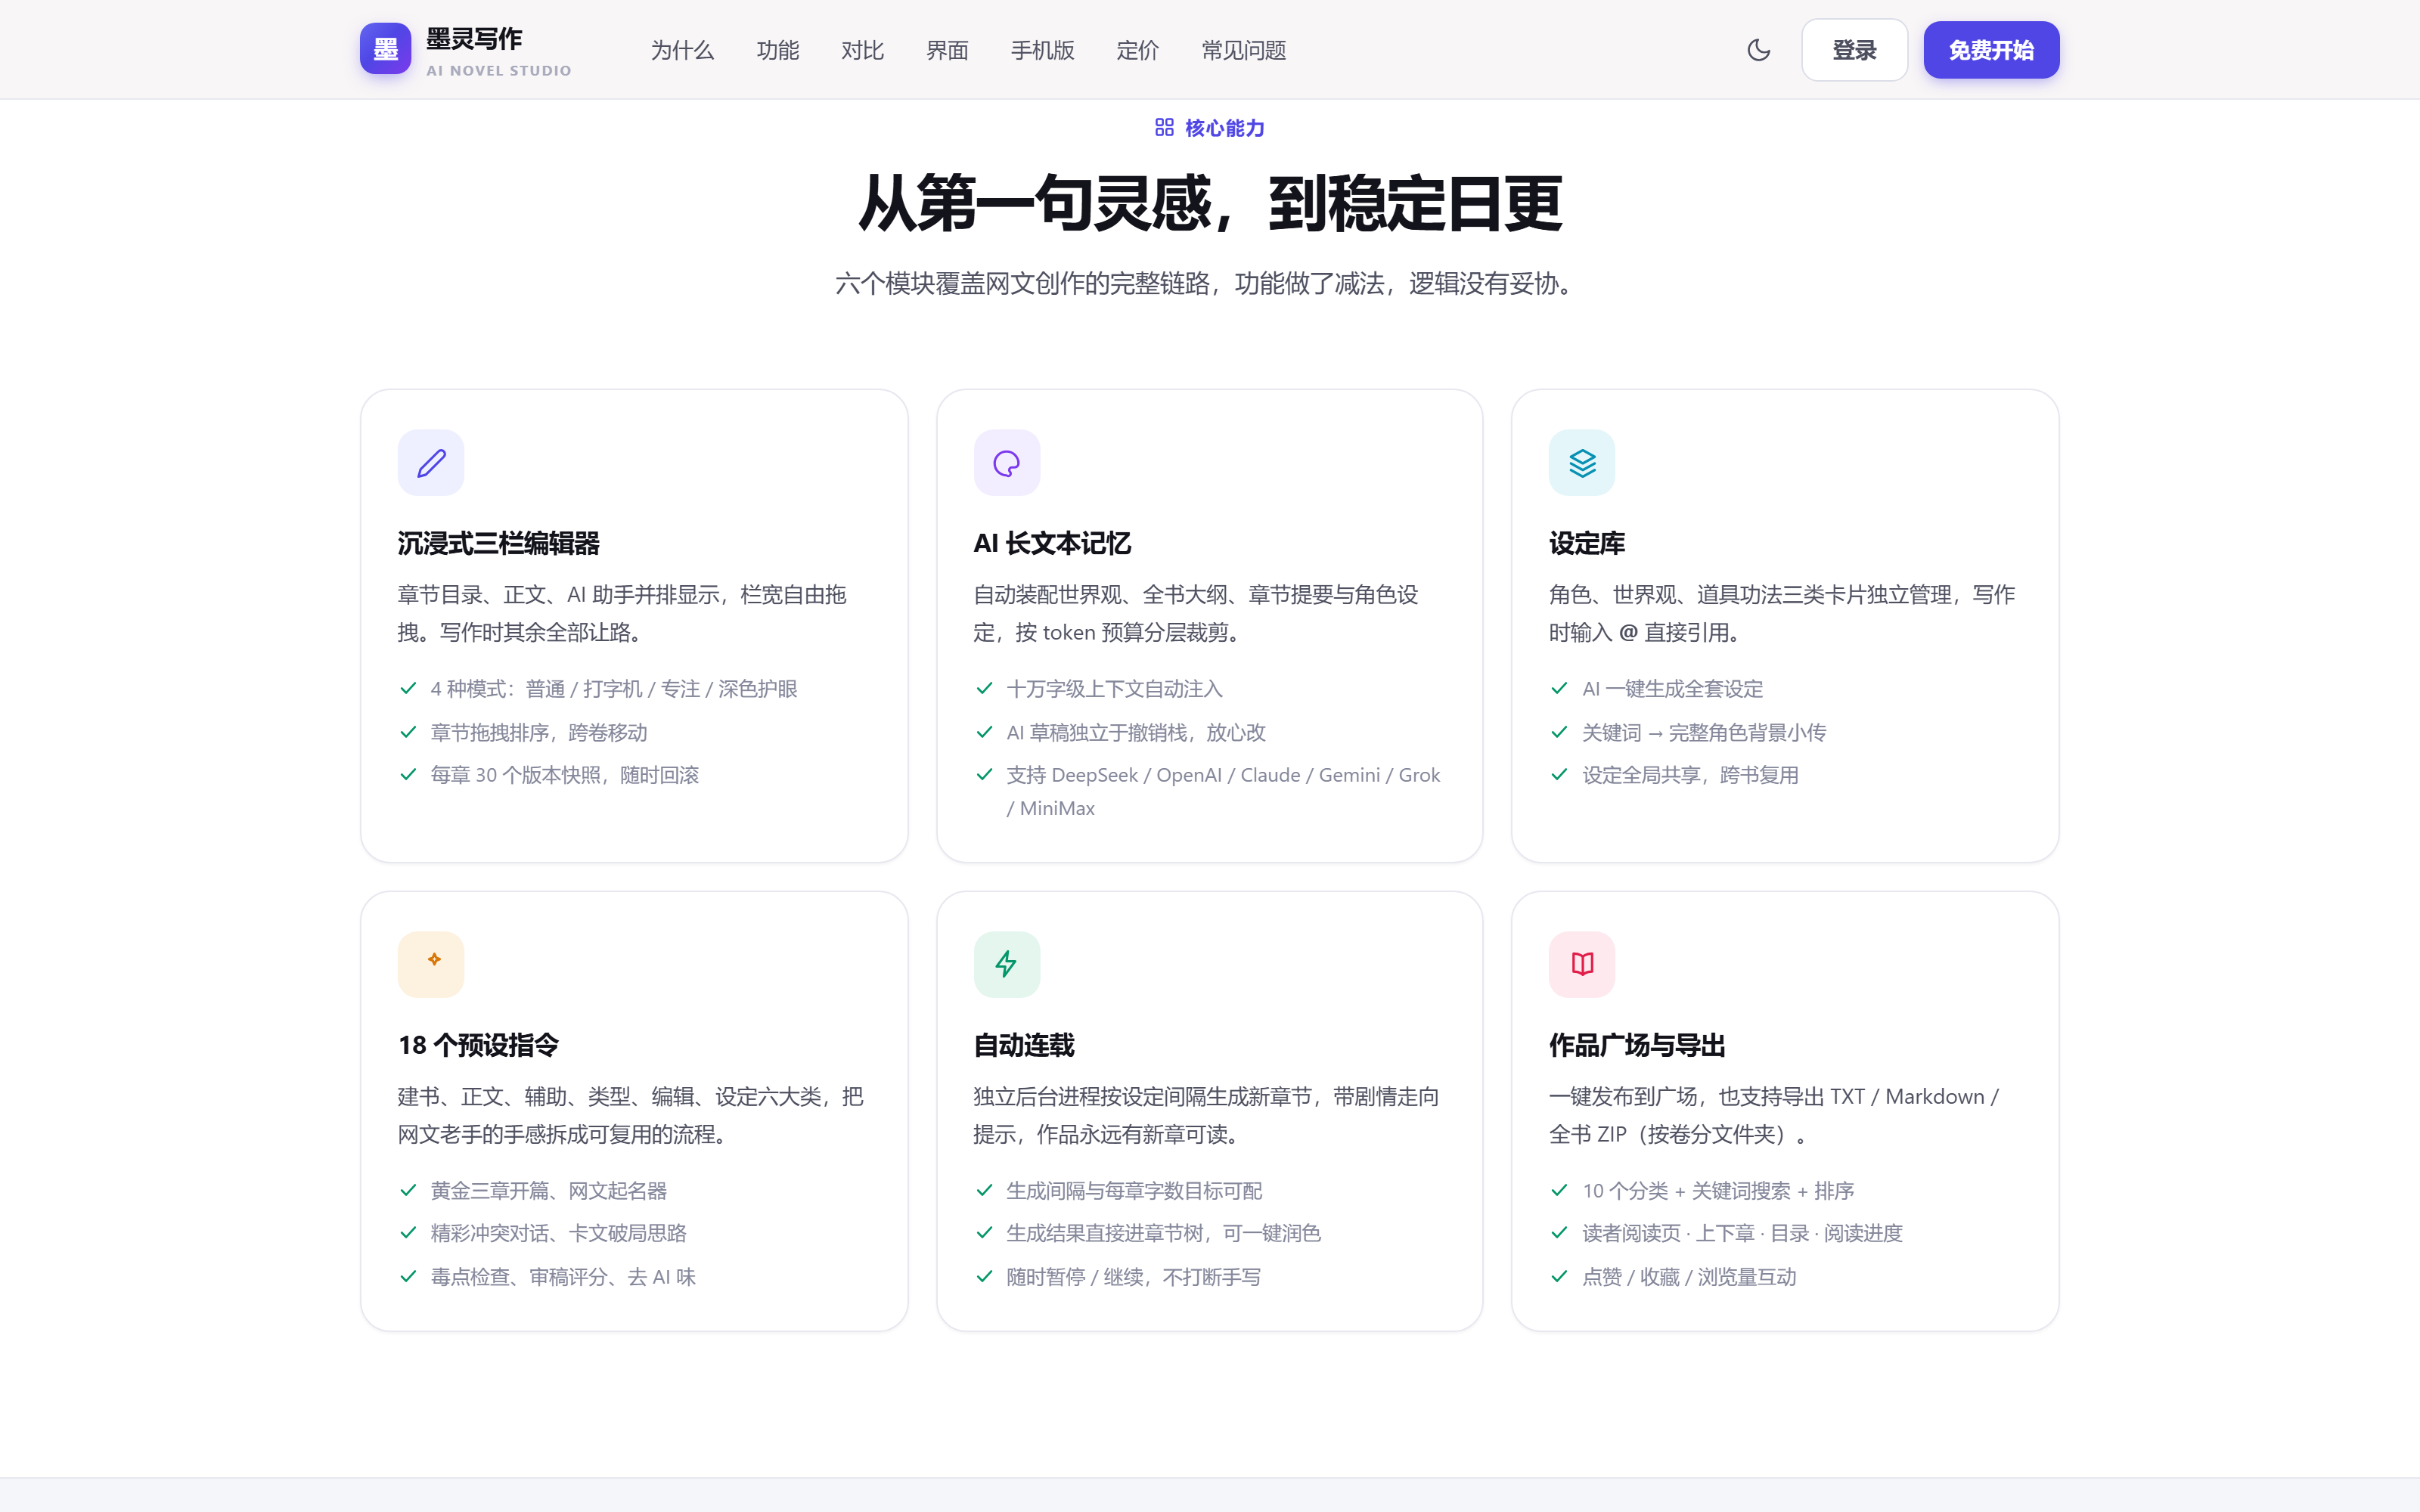 墨
墨灵写作
AI NOVEL STUDIO
为什么
功能
对比
界面
手机版
定价
常见问题
登录
免费开始
核心能力
从第一句灵感，到稳定日更
六个模块覆盖网文创作的完整链路，功能做了减法，逻辑没有妥协。
沉浸式三栏编辑器
章节目录、正文、AI 助手并排显示，栏宽自由拖
拽。写作时其余全部让路。
4 种模式：普通 / 打字机 / 专注 / 深色护眼
章节拖拽排序，跨卷移动
每章 30 个版本快照，随时回滚
AI 长文本记忆
自动装配世界观、全书大纲、章节提要与角色设
定，按 token 预算分层裁剪。
十万字级上下文自动注入
AI 草稿独立于撤销栈，放心改
支持 DeepSeek / OpenAI / Claude / Gemini / Grok
/ MiniMax
设定库
角色、世界观、道具功法三类卡片独立管理，写作
时输入 @ 直接引用。
AI 一键生成全套设定
关键词 → 完整角色背景小传
设定全局共享，跨书复用
18 个预设指令
建书、正文、辅助、类型、编辑、设定六大类，把
网文老手的手感拆成可复用的流程。
黄金三章开篇、网文起名器
精彩冲突对话、卡文破局思路
毒点检查、审稿评分、去 AI 味
自动连载
独立后台进程按设定间隔生成新章节，带剧情走向
提示，作品永远有新章可读。
生成间隔与每章字数目标可配
生成结果直接进章节树，可一键润色
随时暂停 / 继续，不打断手写
作品广场与导出
一键发布到广场，也支持导出 TXT / Markdown /
全书 ZIP（按卷分文件夹）。
10 个分类 + 关键词搜索 + 排序
读者阅读页 · 上下章 · 目录 · 阅读进度
点赞 / 收藏 / 浏览量互动